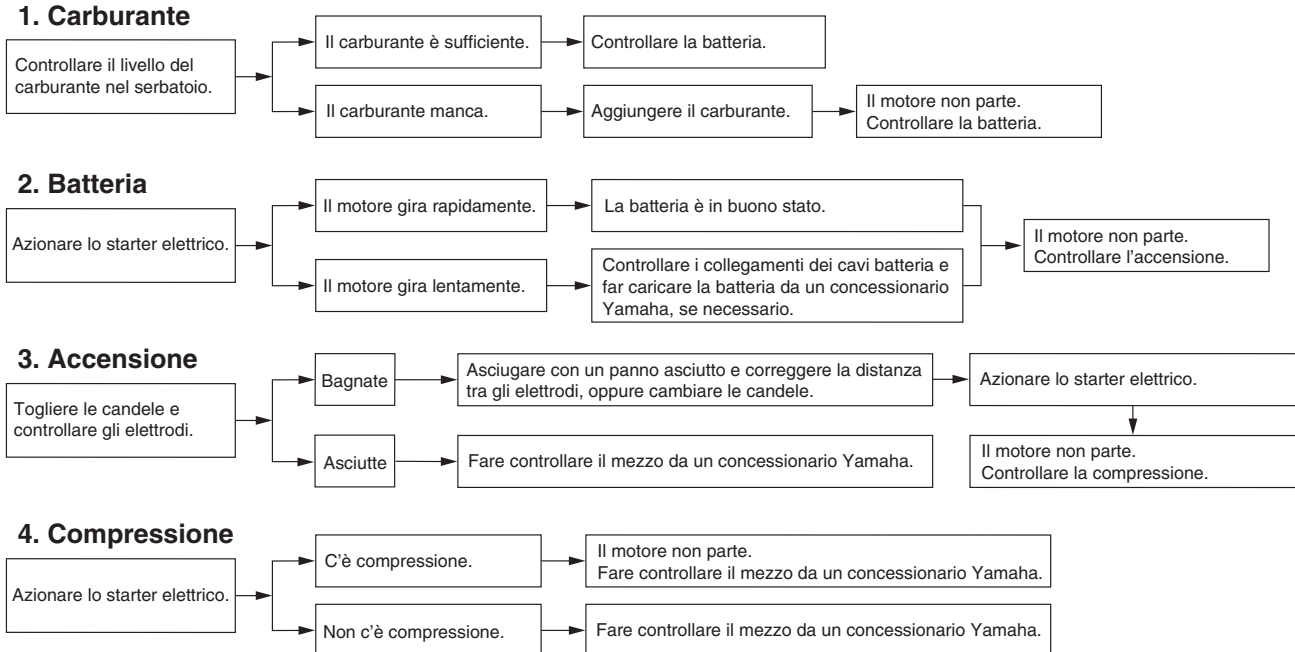 1. Carburante
Controllare il livello del
carburante nel serbatoio.
Il carburante è sufficiente.
Controllare la batteria.
Il carburante manca.
Aggiungere il carburante.
Il motore non parte.
Controllare la batteria.
2. Batteria
Azionare lo starter elettrico.
Il motore gira rapidamente.
La batteria è in buono stato.
Il motore gira lentamente.
Controllare i collegamenti dei cavi batteria e
far caricare la batteria da un concessionario
Yamaha, se necessario.
Il motore non parte.
Controllare l’accensione.
3. Accensione
Togliere le candele e
controllare gli elettrodi.
Bagnate
Asciugare con un panno asciutto e correggere la distanza
tra gli elettrodi, oppure cambiare le candele.
Azionare lo starter elettrico.
Asciutte
Fare controllare il mezzo da un concessionario Yamaha.
Il motore non parte.
Controllare la compressione.
4. Compressione
Azionare lo starter elettrico.
C’è compressione.
Il motore non parte.
Fare controllare il mezzo da un concessionario Yamaha.
Non c’è compressione.
Fare controllare il mezzo da un concessionario Yamaha.